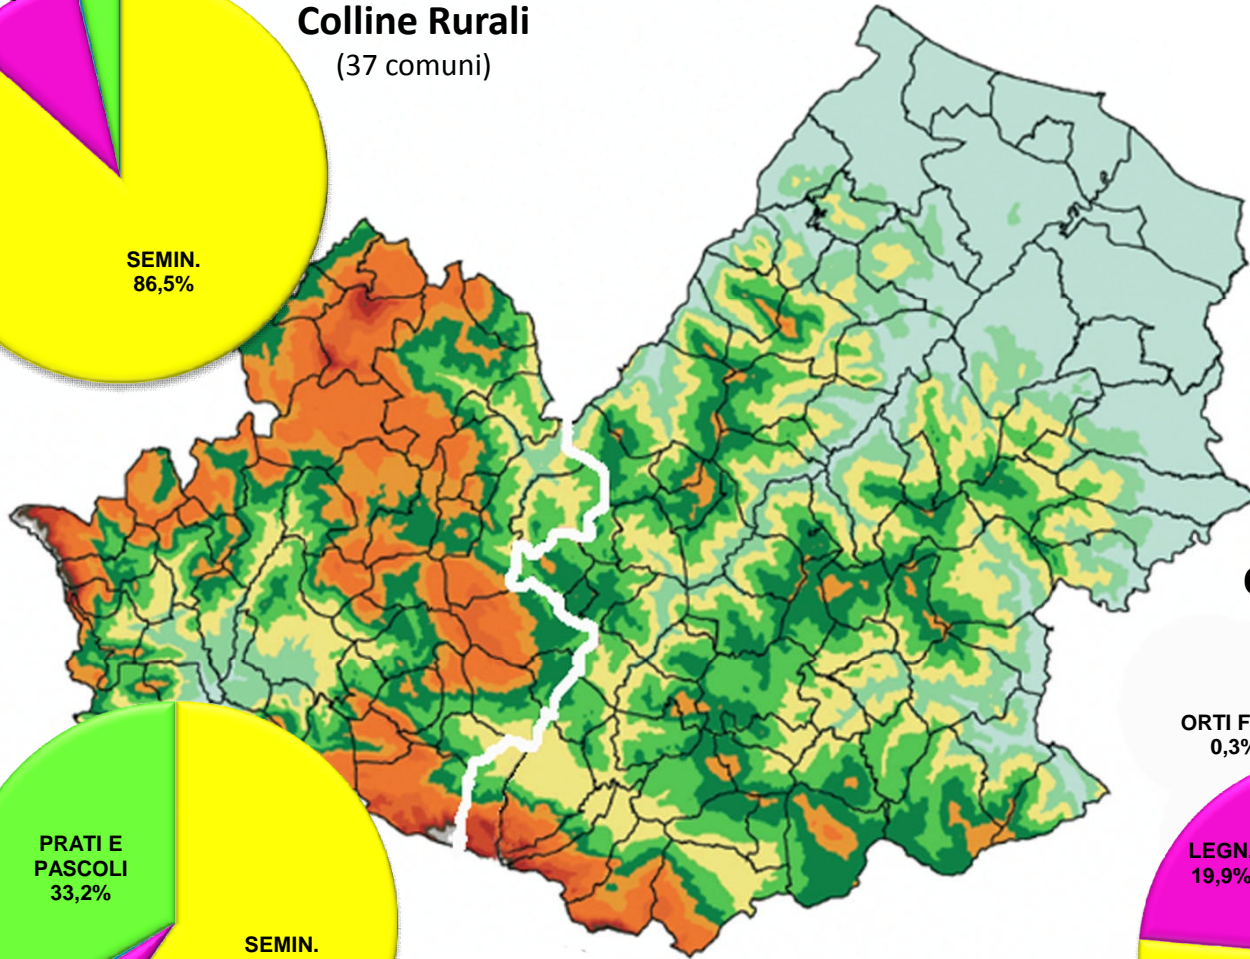 Colline Rurali
(37 comuni)
SEMIN.
86,5%
ORTI F
0,3%
PRATI E
PASCOLI
33,2%
LEGN
19,9%
SEMIN.